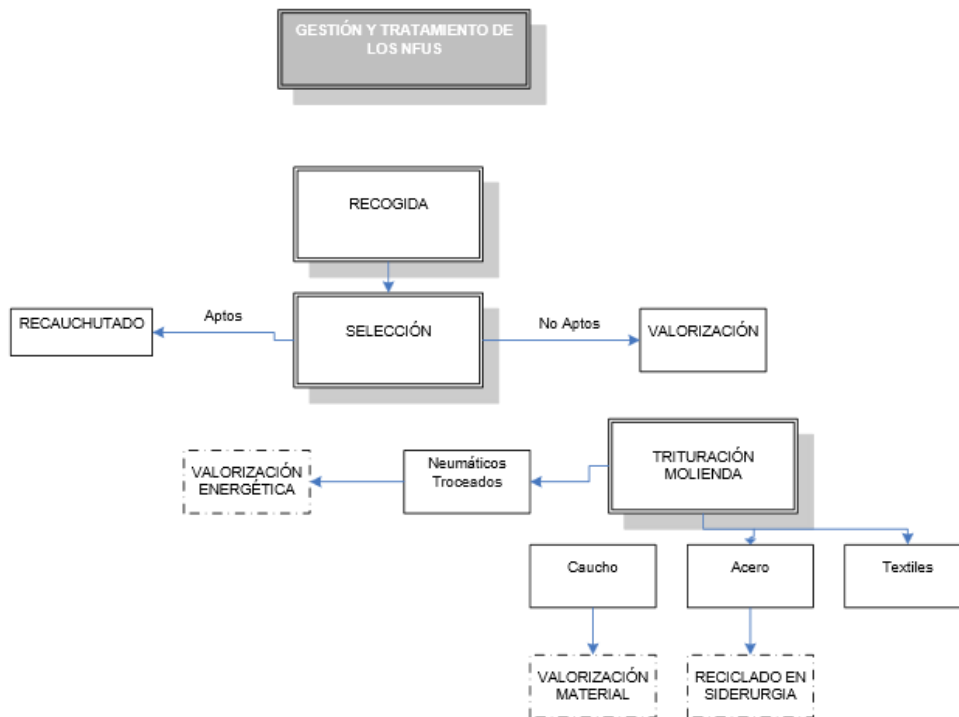 GESTIÓN Y TRATAMIENTO DE
LOS NFUS
RECOGIDA
RECAUCHUTADO
Aptos
SELECCIÓN
No Aptos
VALORIZACIÓN
VALORIZACIÓN
ENERGÉTICA
Neumáticos
Troceados
TRITURACIÓN
MOLIENDA
Caucho
Acero
Textiles
VALORIZACIÓN
MATERIAL
RECICLADO EN
SIDERURGIA